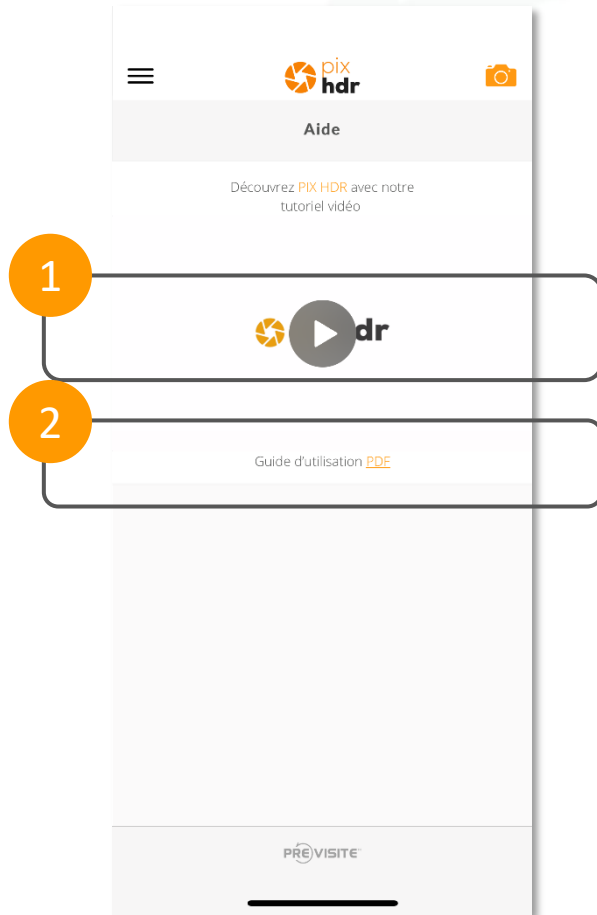 pix
hdr
Aide
Découvrez PIX HDR avec notre
tutoriel vidéo
1
dr
2
Guide d'utilisation PDF
PREVISITE